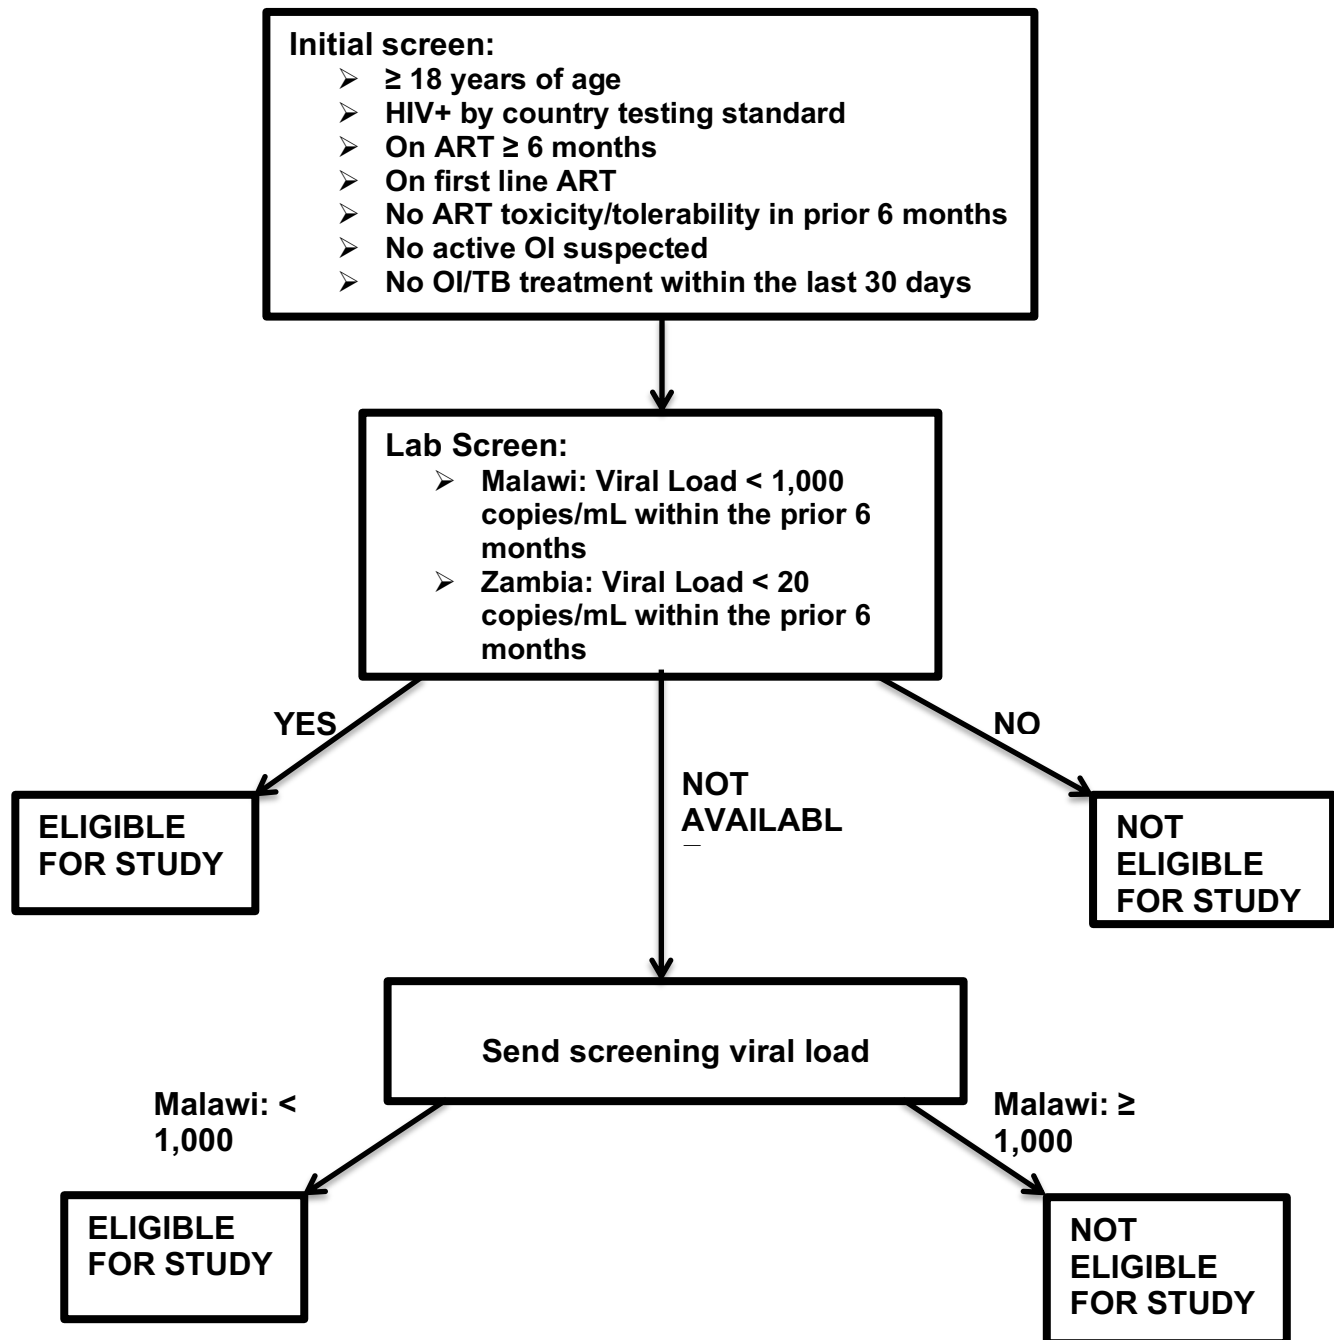 Initial screen:
➢ ≥ 18 years of age
➢ HIV+ by country testing standard
➢ On ART ≥ 6 months
➢ On first line ART
➢ No ART toxicity/tolerability in prior 6 months
➢ No active OI suspected
➢ No OI/TB treatment within the last 30 days
Lab Screen:
➢ Malawi: Viral Load < 1,000
copies/mL within the prior 6
months
➢ Zambia: Viral Load < 20
copies/mL within the prior 6
months
YES
NO
NOT
AVAILABL
ELIGIBLE
FOR STUDY
NOT
ELIGIBLE
FOR STUDY
Send screening viral load
Malawi: <
1,000
Malawi: ≥
1,000
ELIGIBLE
FOR STUDY
NOT
ELIGIBLE
FOR STUDY